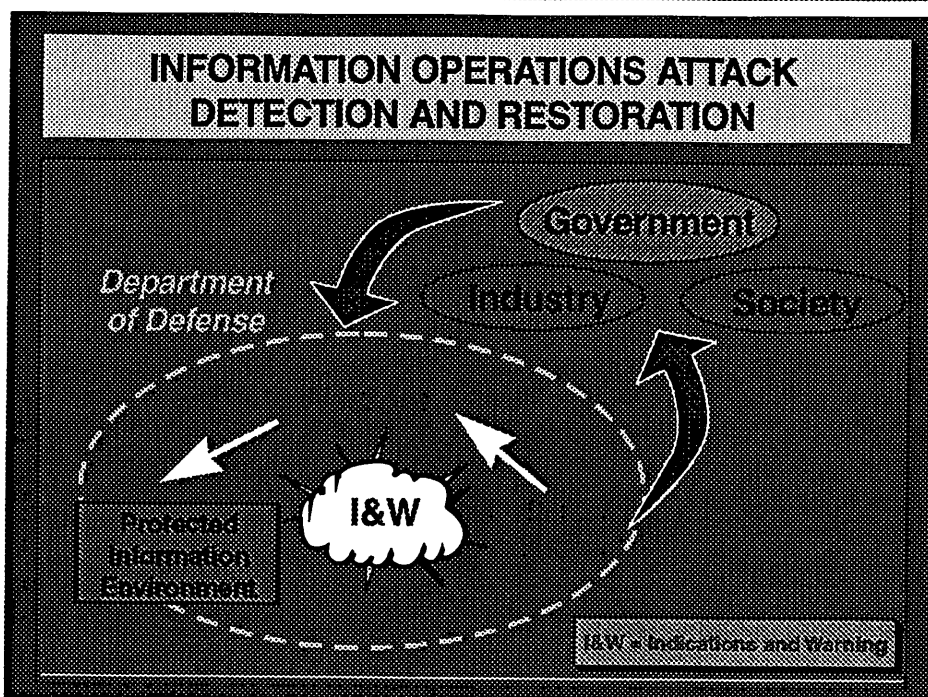 INFORMATION OPERATIONS ATTACK
DETECTION AND RESTORATION
Government
Department
of Defense
Industry
Society
I&W
Protected
Information
Environment
I&W = Indications and Warning